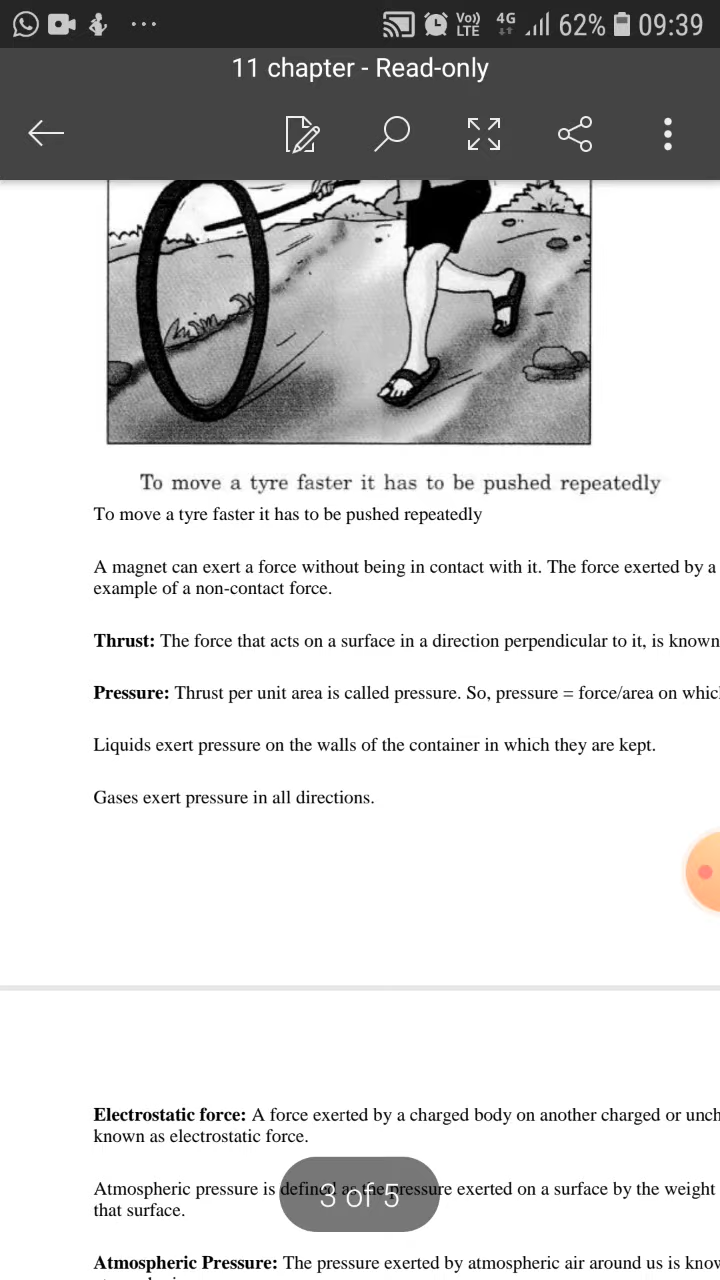 Vo))
LTE
4G
62%
09:39
11 chapter - Read-only
To move a tyre faster it has to be pushed repeatedly
To move a tyre faster it has to be pushed repeatedly
A magnet can exert a force without being in contact with it. The force exerted by a
example of a non-contact force.
Thrust: The force that acts on a surface in a direction perpendicular to it, is known
Pressure: Thrust per unit area is called pressure. So, pressure = force/area on
Liquids exert pressure on the walls of the container in which they are kept.
Gases exert pressure in all directions.
Electrostatic force: A force exerted by a charged body on another charged or
known as electrostatic force.
Atmospheric pressure is defined as the pressure exerted on a surface by the weight
3 of 5
that surface.
Atmospheric Pressure: The pressure exerted by atmospheric air around us is